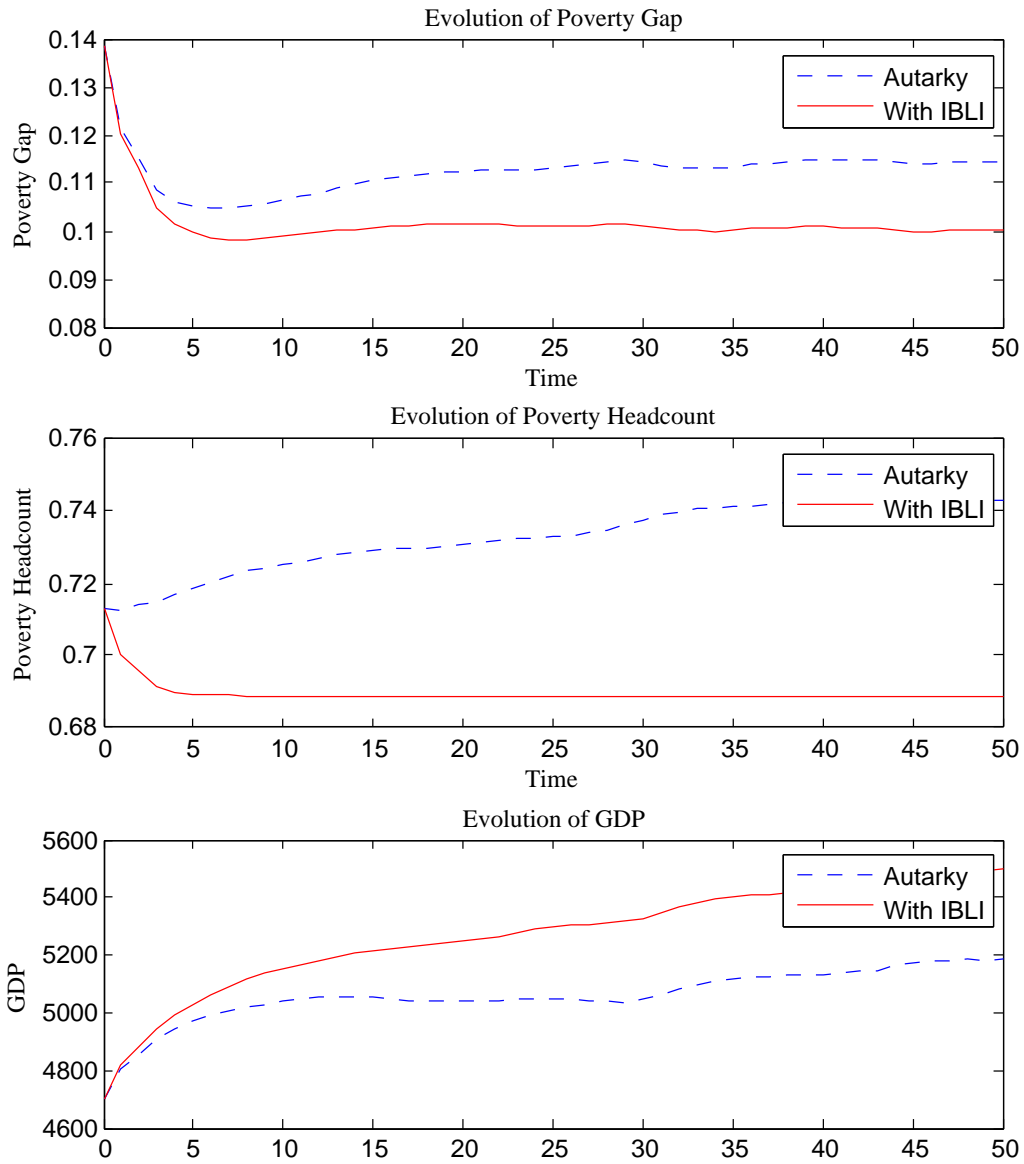 Evolution of Poverty Gap
0.14
0.13
0.12
0.11
0.1
0.09
0.08
Poverty Gap
Autarky
With IBLI
0 5 10 15 20 25 30 35 40 45 50
Time
Evolution of Poverty Headcount
0.76
0.74
0.72
0.7
0.68
Poverty Headcount
Autarky
With IBLI
0 5 10 15 20 25 30 35 40 45 50
Time
Evolution of GDP
5600
5400
5200
5000
4800
4600
GDP
Autarky
With IBLI
0 5 10 15 20 25 30 35 40 45 50